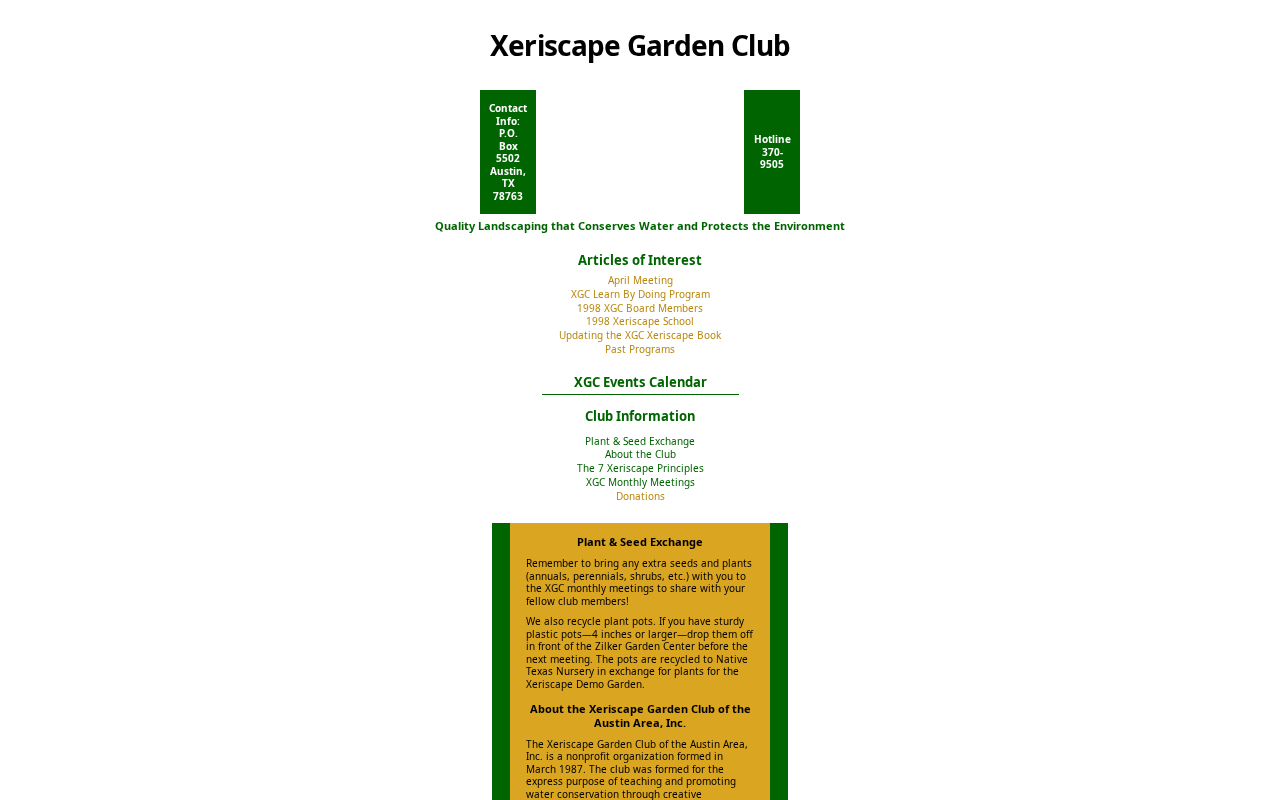 Xeriscape Garden Club
Contact
Info:
P.O.
Box
5502
Austin,
TX
78763
Hotline
370-
9505
Quality Landscaping that Conserves Water and Protects the Environment
Articles of Interest
April Meeting
XGC Learn By Doing Program
1998 XGC Board Members
1998 Xeriscape School
Updating the XGC Xeriscape Book
Past Programs
XGC Events Calendar
Club Information
Plant & Seed Exchange
About the Club
The 7 Xeriscape Principles
XGC Monthly Meetings
Donations
Plant & Seed Exchange
Remember to bring any extra seeds and plants
(annuals, perennials, shrubs, etc.) with you to
the XGC monthly meetings to share with your
fellow club members!
We also recycle plant pots. If you have sturdy
plastic pots—4 inches or larger—drop them off
in front of the Zilker Garden Center before the
next meeting. The pots are recycled to Native
Texas Nursery in exchange for plants for the
Xeriscape Demo Garden.
About the Xeriscape Garden Club of the
Austin Area, Inc.
The Xeriscape Garden Club of the Austin Area,
Inc. is a nonprofit organization formed in
March 1987. The club was formed for the
express purpose of teaching and promoting
water conservation through creative